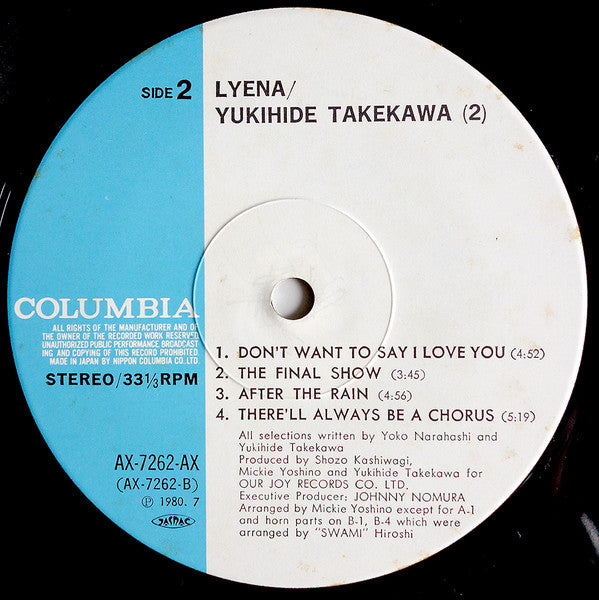 SIDE 2
LYENA/
YUKIHIDE TAKEKAWA (2)
COLUMBIA
ALL RIGHTS OF THE MANUFACTURER AND OF
THE OWNER OF THE RECORDED WORK RESERVED
UNAUTHORIZED PUBLIC PERFORMANCE BROADCAST
ING AND COPYING OF THIS RECORD PROHIBITED
MADE IN JAPAN BY NIPPON COLUMBIA CO.LTD.
STEREO/33⅓RPM
1. DON'T WANT TO SAY I LOVE YOU (4:52)
2. THE FINAL SHOW (3:45)
3. AFTER THE RAIN (4:56)
4. THERE'LL ALWAYS BE A CHORUS (5:19)
All selections written by Yoko Narahashi and
Yukihide Takekawa
Produced by Shozo Kashiwagi,
Mickie Yoshino and Yukihide Takekawa for
OUR JOY RECORDS CO. LTD.
Executive Producer: JOHNNY NOMURA
Arranged by Mickie Yoshino except for A-1
and horn parts on B-1, B-4 which were
arranged by "SWAMI" Hiroshi
AX-7262-AX
(AX-7262-B)
Ⓟ 1980. 7
JASRAC